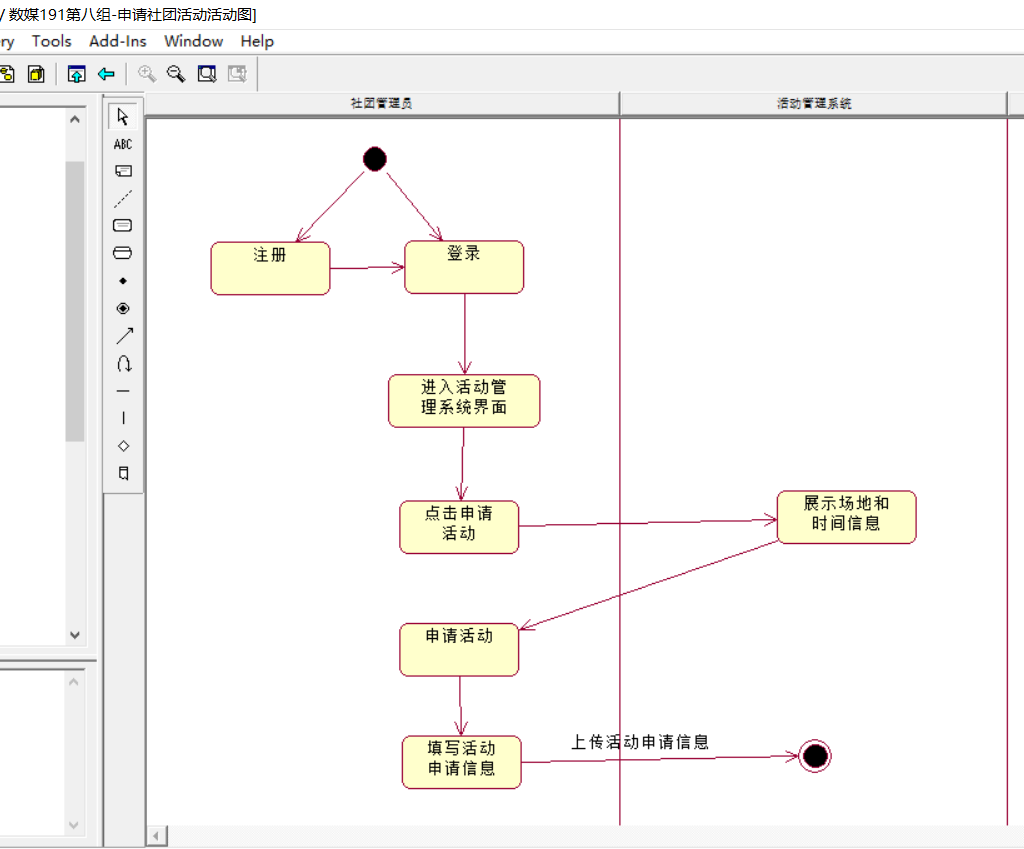 / 数媒191第八组-申请社团活动活动图]
ry Tools Add-Ins Window Help
社团管理员 活动管理系统
ABC
注册
登录
进入活动管
理系统界面
点击申请
活动
展示场地和
时间信息
申请活动
填写活动
申请信息
上传活动申请信息